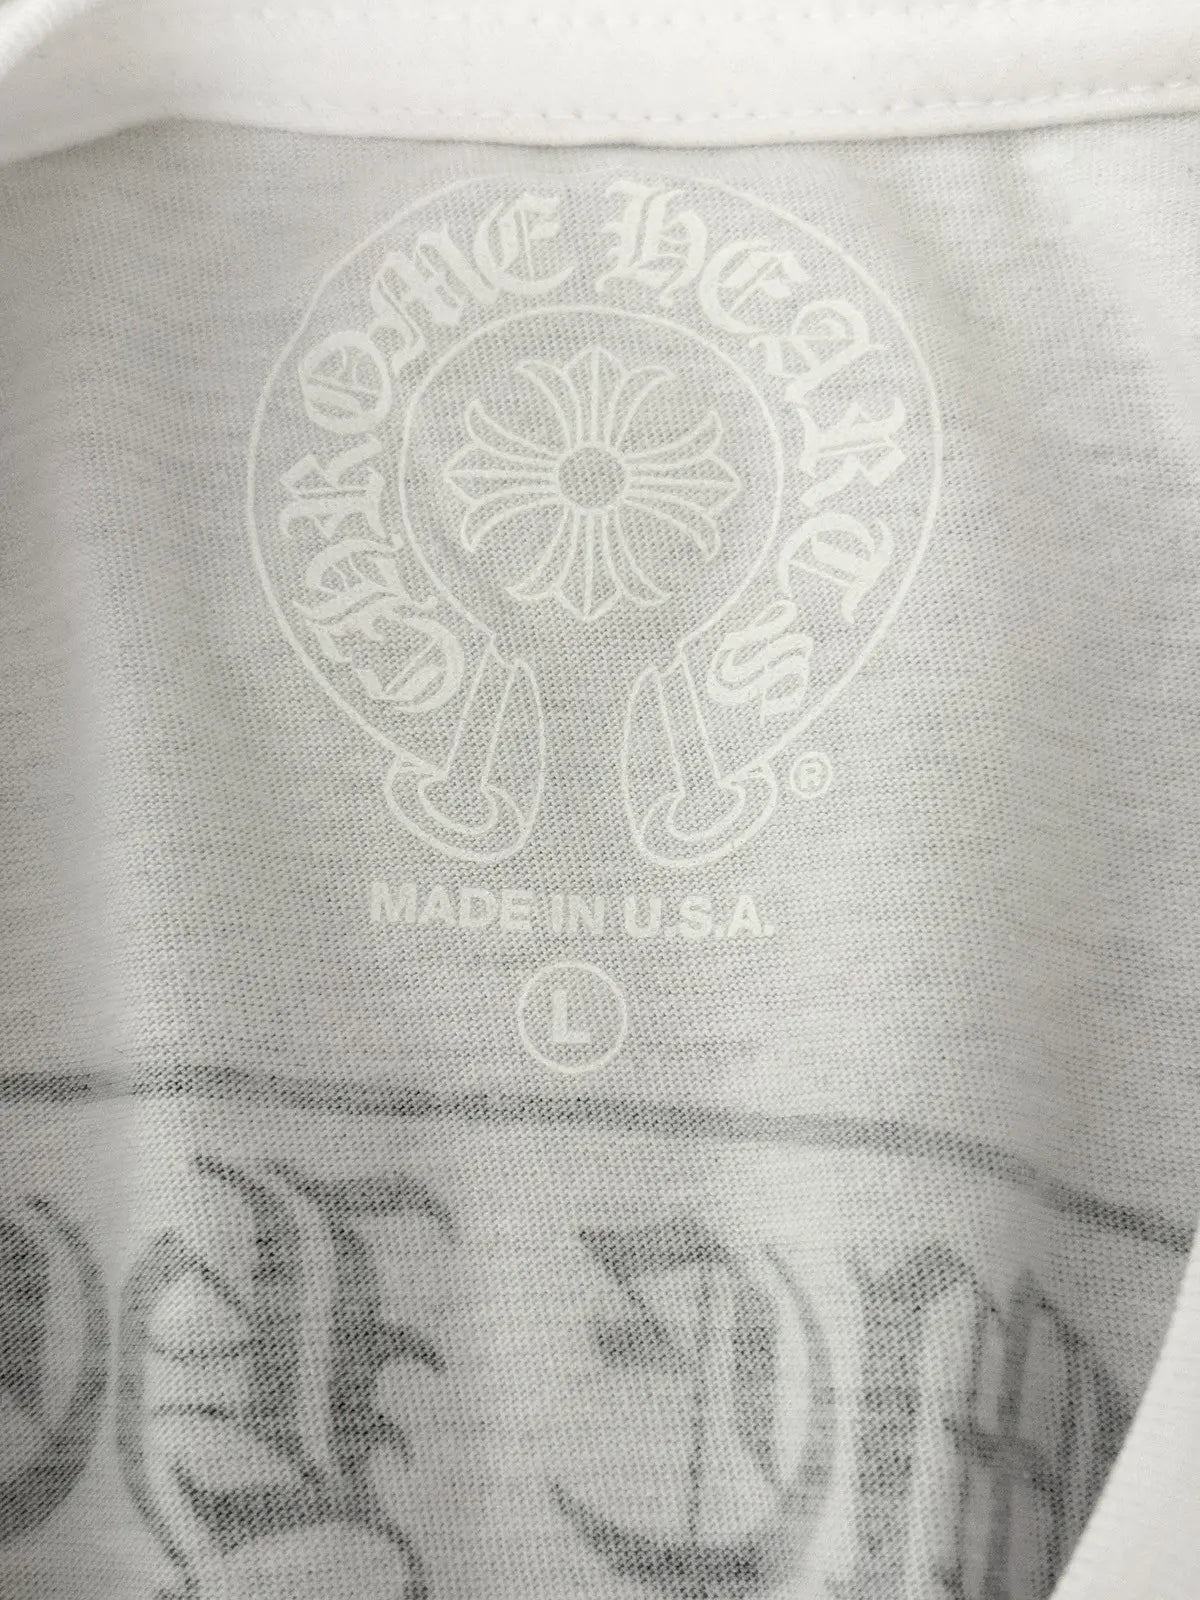 CHROME HEARTS
®
MADE IN U.S.A.
L